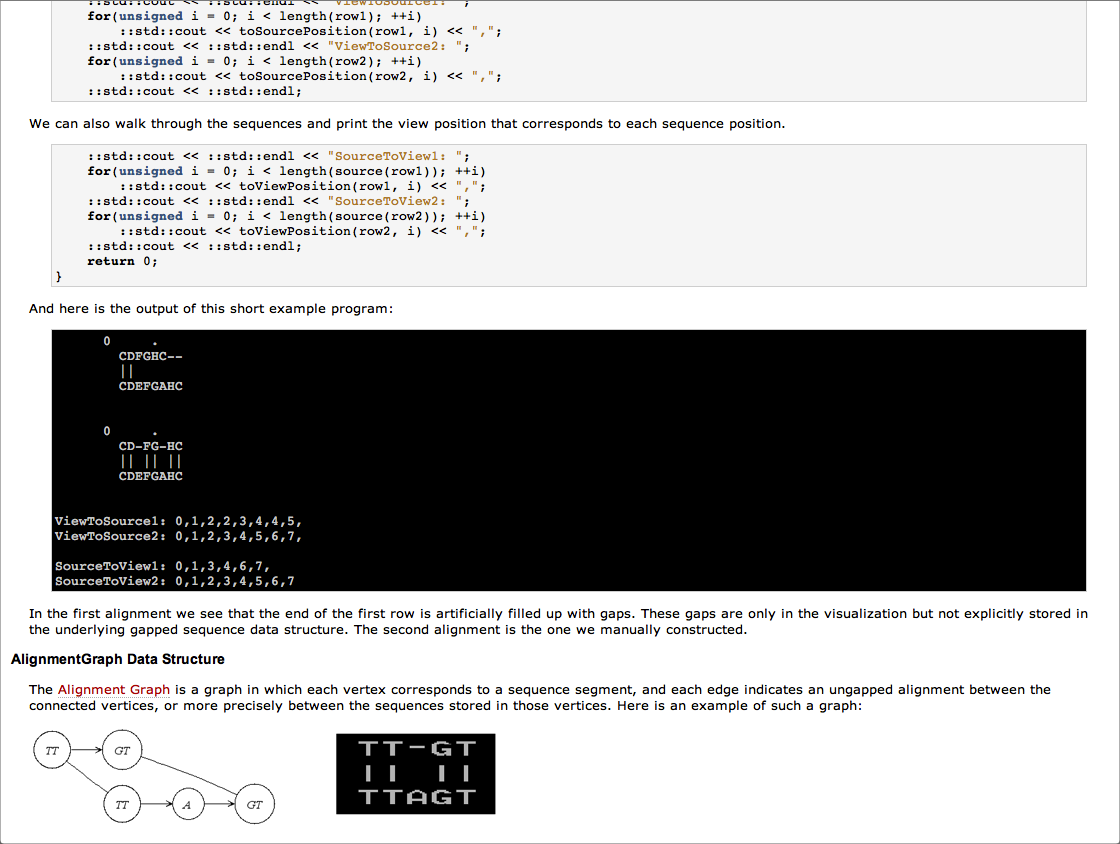 ::std::cout << ::std::endl << "ViewToSource1: ";
for(unsigned i = 0; i < length(row1); ++i)
::std::cout << toSourcePosition(row1, i) << ",";
::std::cout << ::std::endl << "ViewToSource2: ";
for(unsigned i = 0; i < length(row2); ++i)
::std::cout << toSourcePosition(row2, i) << ",";
::std::cout << ::std::endl;
We can also walk through the sequences and print the view position that corresponds to each sequence position.
::std::cout << ::std::endl << "SourceToView1: ";
for(unsigned i = 0; i < length(source(row1)); ++i)
::std::cout << toViewPosition(row1, i) << ",";
::std::cout << ::std::endl << "SourceToView2: ";
for(unsigned i = 0; i < length(source(row2)); ++i)
::std::cout << toViewPosition(row2, i) << ",";
::std::cout << ::std::endl;
return 0;
}
And here is the output of this short example program:
0     .
CDFGHC--
||
CDEFGAHC
0     .
CD-FG-HC
|| || ||
CDEFGAHC
ViewToSource1: 0,1,2,2,3,4,4,5,
ViewToSource2: 0,1,2,3,4,5,6,7,
SourceToView1: 0,1,3,4,6,7,
SourceToView2: 0,1,2,3,4,5,6,7
In the first alignment we see that the end of the first row is artificially filled up with gaps. These gaps are only in the visualization but not explicitly stored in
the underlying gapped sequence data structure. The second alignment is the one we manually constructed.
AlignmentGraph Data Structure
The Alignment Graph is a graph in which each vertex corresponds to a sequence segment, and each edge indicates an ungapped alignment between the
connected vertices, or more precisely between the sequences stored in those vertices. Here is an example of such a graph:
TT GT
TT A GT
TT-GT
|| ||
TTAGT